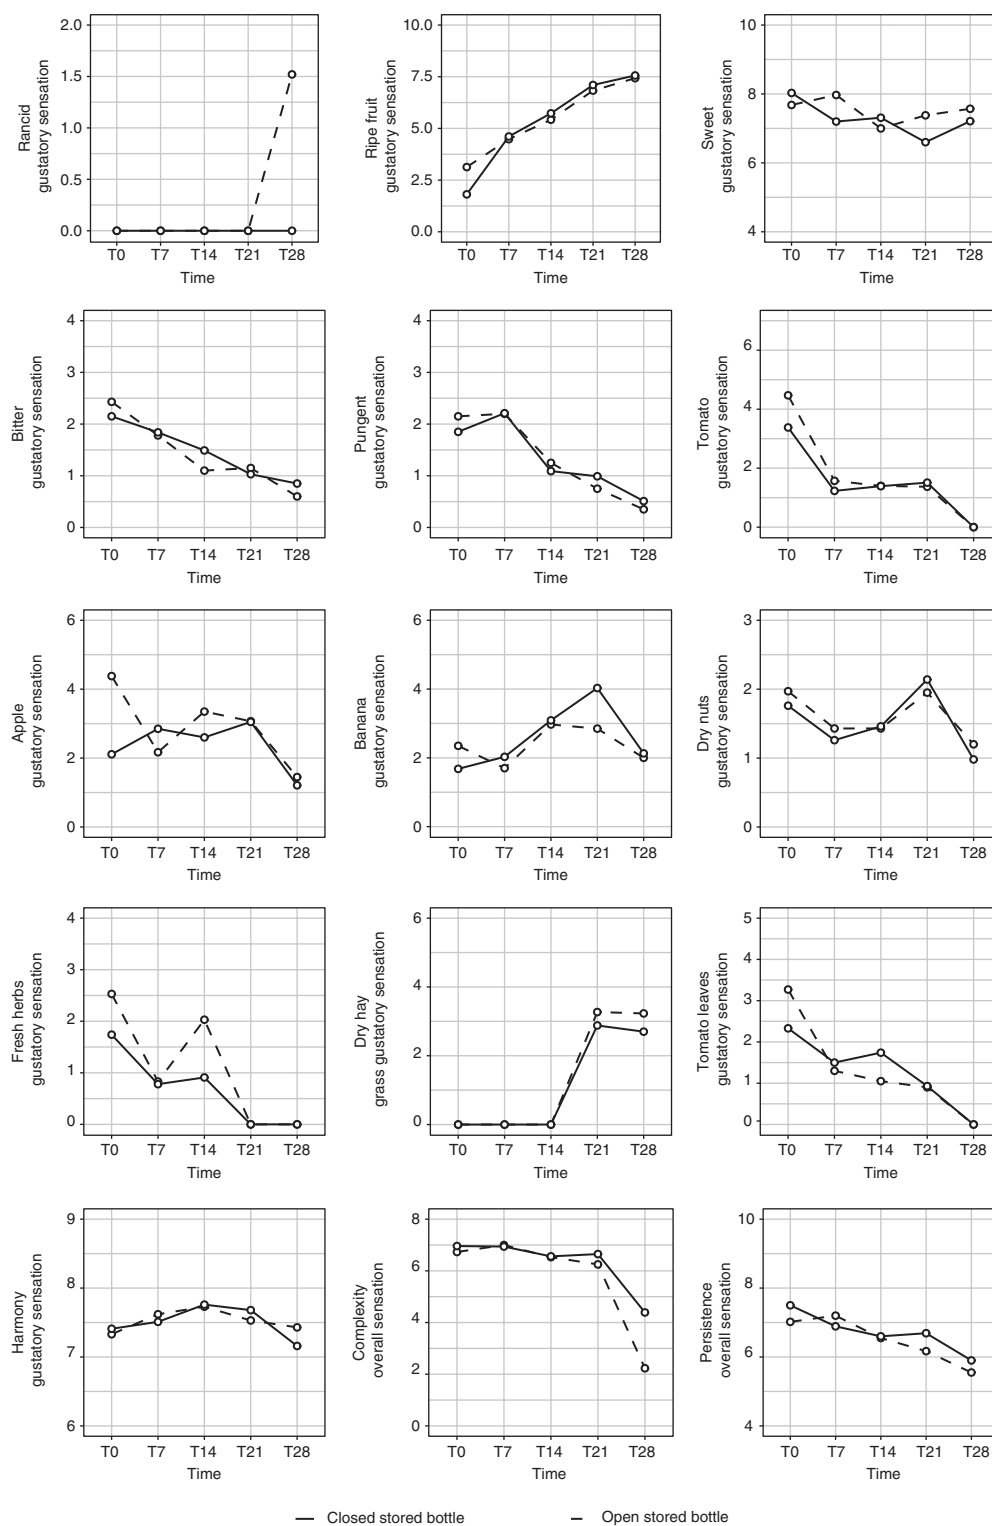 Rancid
gustatory sensation
2.0
1.5
1.0
0.5
0.0
T0 T7 T14 T21 T28
Time
Ripe fruit
gustatory sensation
10.0
7.5
5.0
2.5
0.0
T0 T7 T14 T21 T28
Time
Sweet
gustatory sensation
10
8
6
4
T0 T7 T14 T21 T28
Time
Bitter
gustatory sensation
4
3
2
1
0
T0 T7 T14 T21 T28
Time
Pungent
gustatory sensation
4
3
2
1
0
T0 T7 T14 T21 T28
Time
Tomato
gustatory sensation
6
4
2
0
T0 T7 T14 T21 T28
Time
Apple
gustatory sensation
6
4
2
0
T0 T7 T14 T21 T28
Time
Banana
gustatory sensation
6
4
2
0
T0 T7 T14 T21 T28
Time
Dry nuts
gustatory sensation
3
2
1
0
T0 T7 T14 T21 T28
Time
Fresh herbs
gustatory sensation
4
3
2
1
0
T0 T7 T14 T21 T28
Time
Dry hay
grass gustatory sensation
6
4
2
0
T0 T7 T14 T21 T28
Time
Tomato leaves
gustatory sensation
5
4
3
2
1
0
T0 T7 T14 T21 T28
Time
Harmony
gustatory sensation
9
8
7
6
T0 T7 T14 T21 T28
Time
Complexity
overall sensation
8
6
4
2
0
T0 T7 T14 T21 T28
Time
Persistence
overall sensation
10
8
6
4
T0 T7 T14 T21 T28
Time
Closed stored bottle
Open stored bottle